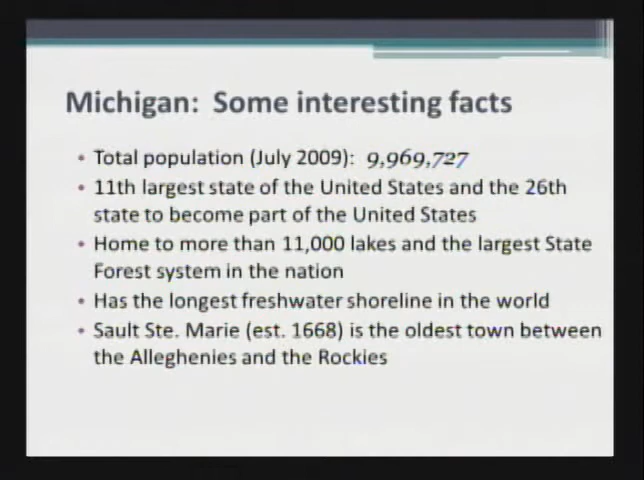 Michigan:  Some interesting facts
• Total population (July 2009):  9,969,727
• 11th largest state of the United States and the 26th
state to become part of the United States
• Home to more than 11,000 lakes and the largest State
Forest system in the nation
• Has the longest freshwater shoreline in the world
• Sault Ste. Marie (est. 1668) is the oldest town between
the Alleghenies and the Rockies